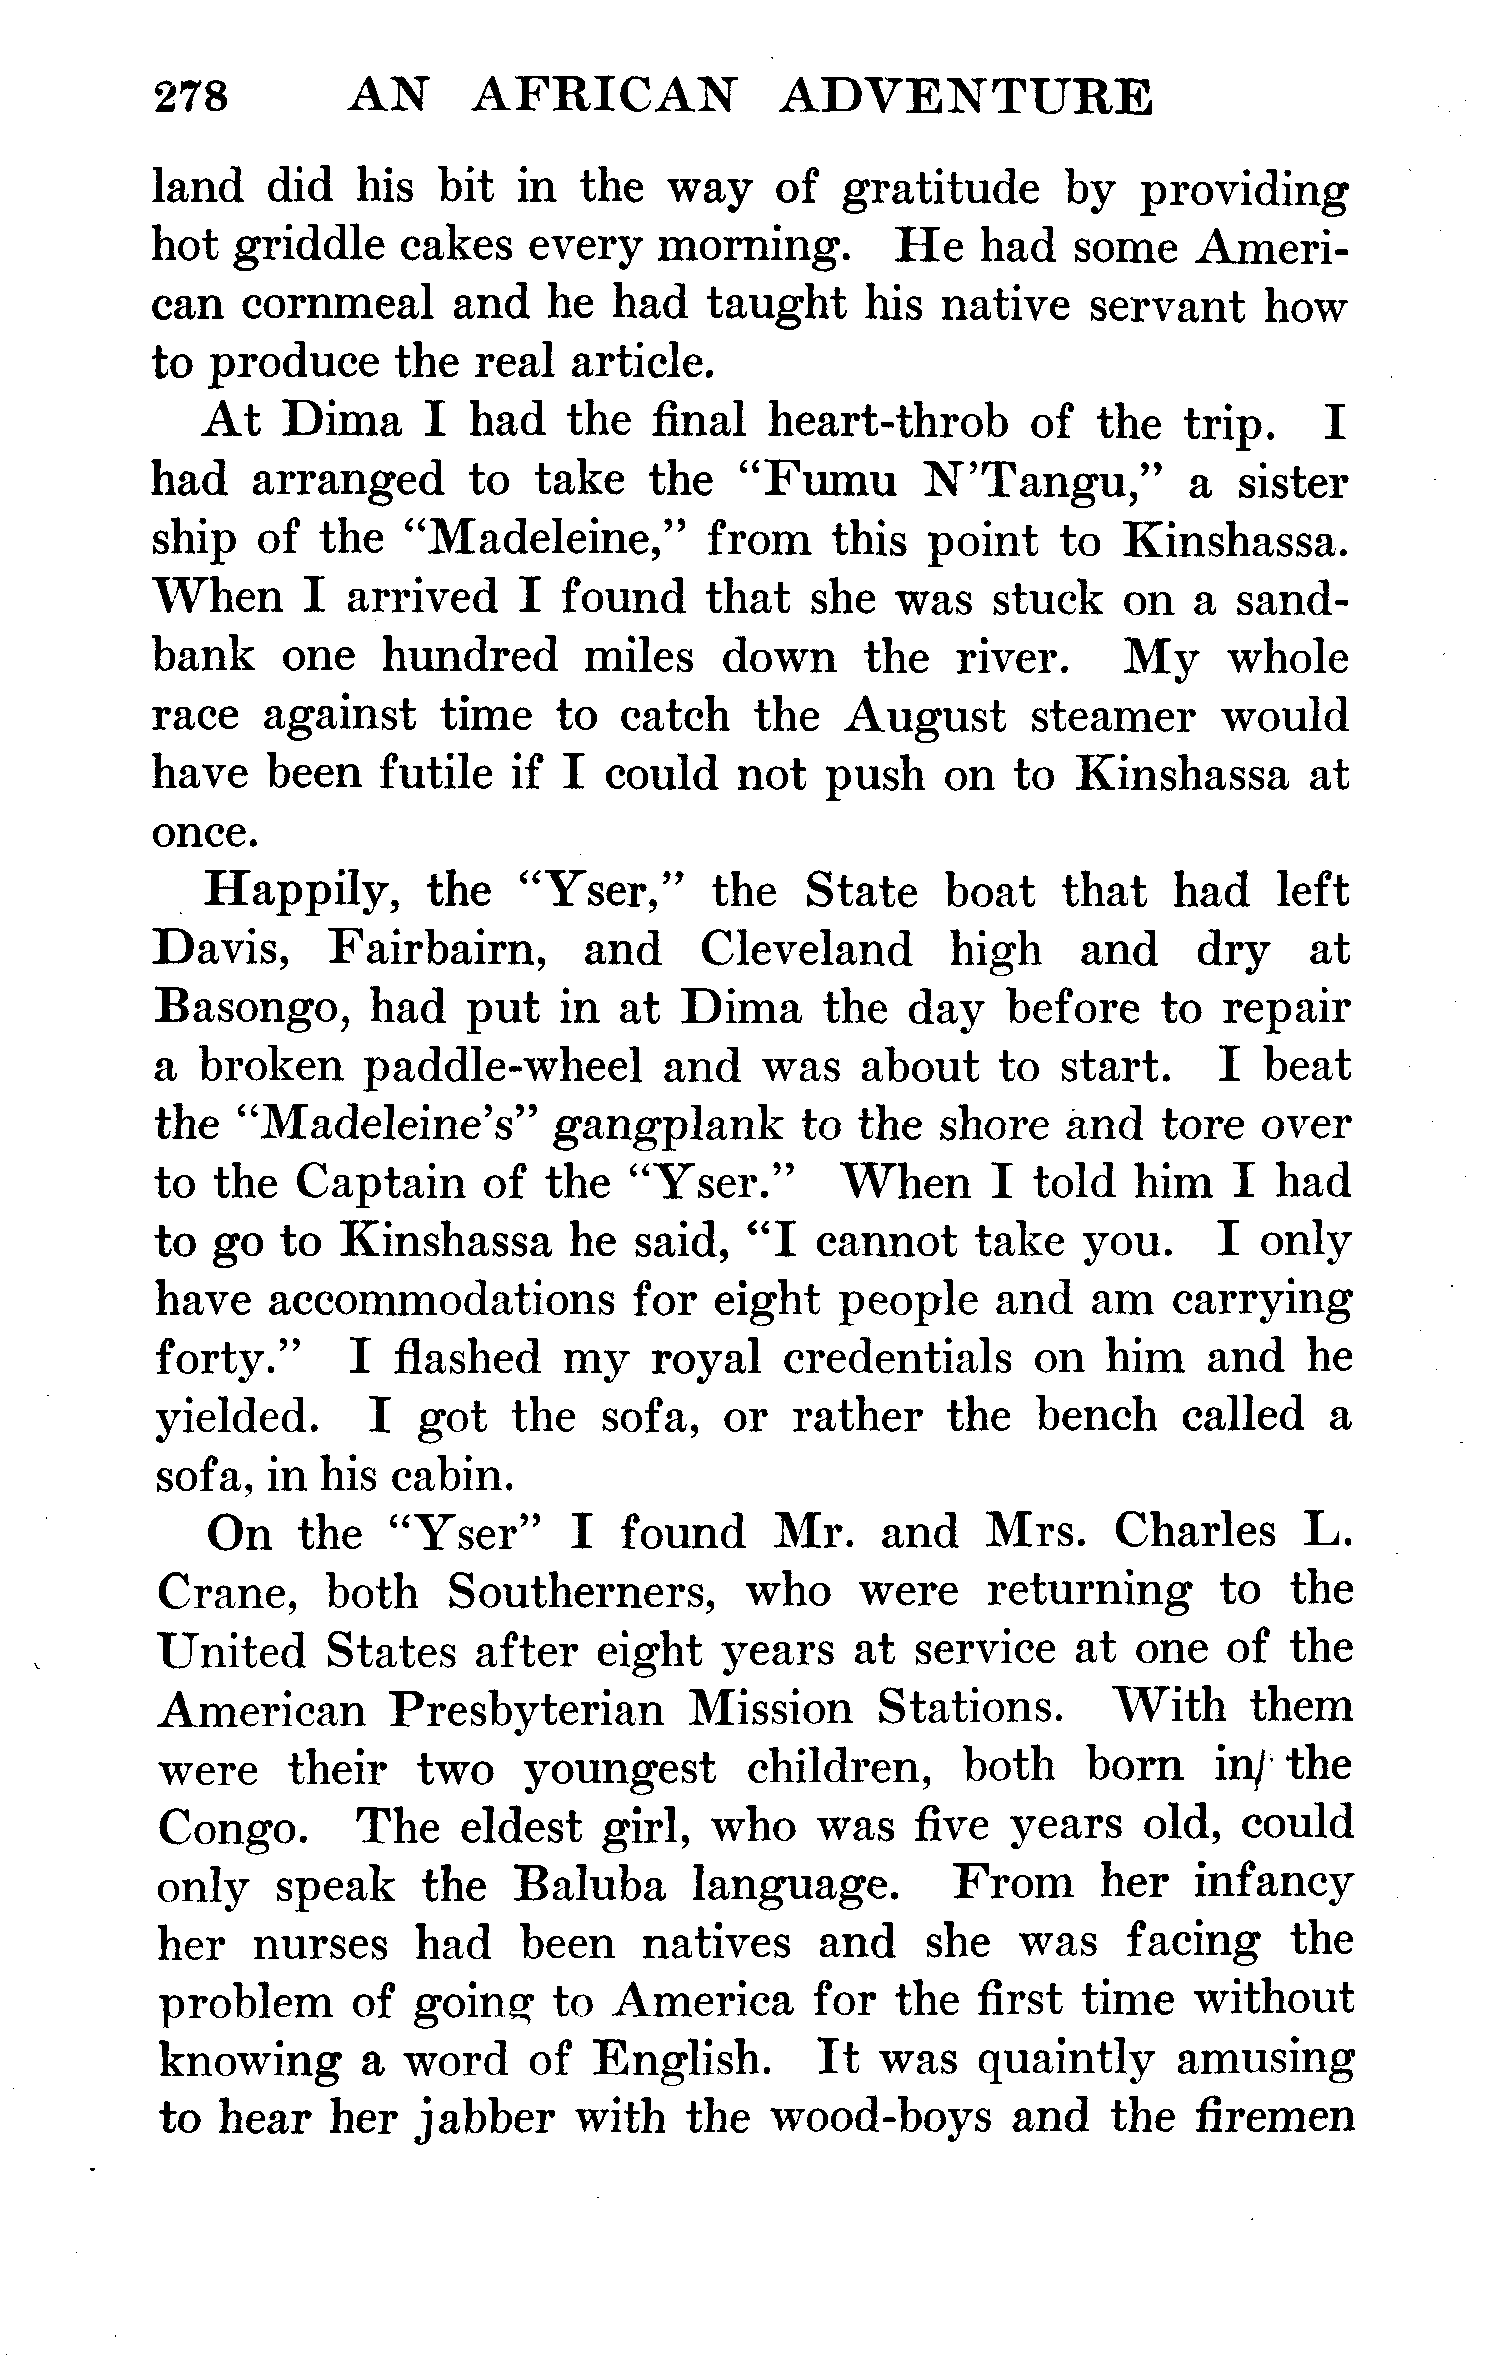 278 AN AFRICAN ADVENTURE
land did his bit in the way of gratitude by providing
hot griddle cakes every morning. He had some Ameri-
can cornmeal and he had taught his native servant how
to produce the real article.
At Dima I had the final heart-throb of the trip. I
had arranged to take the "Fumu N'Tangu," a sister
ship of the "Madeleine," from this point to Kinshassa.
When I arrived I found that she was stuck on a sand-
bank one hundred miles down the river. My whole
race against time to catch the August steamer would
have been futile if I could not push on to Kinshassa at
once.
Happily, the "Yser," the State boat that had left
Davis, Fairbairn, and Cleveland high and dry at
Basongo, had put in at Dima the day before to repair
a broken paddle-wheel and was about to start. I beat
the "Madeleine's" gangplank to the shore and tore over
to the Captain of the "Yser." When I told him I had
to go to Kinshassa he said, "I cannot take you. I only
have accommodations for eight people and am carrying
forty." I flashed my royal credentials on him and he
yielded. I got the sofa, or rather the bench called a
sofa, in his cabin.
On the "Yser" I found Mr. and Mrs. Charles L.
Crane, both Southerners, who were returning to the
United States after eight years at service at one of the
American Presbyterian Mission Stations. With them
were their two youngest children, both born in the
Congo. The eldest girl, who was five years old, could
only speak the Baluba language. From her infancy
her nurses had been natives and she was facing the
problem of going to America for the first time without
knowing a word of English. It was quaintly amusing
to hear her jabber with the wood-boys and the firemen